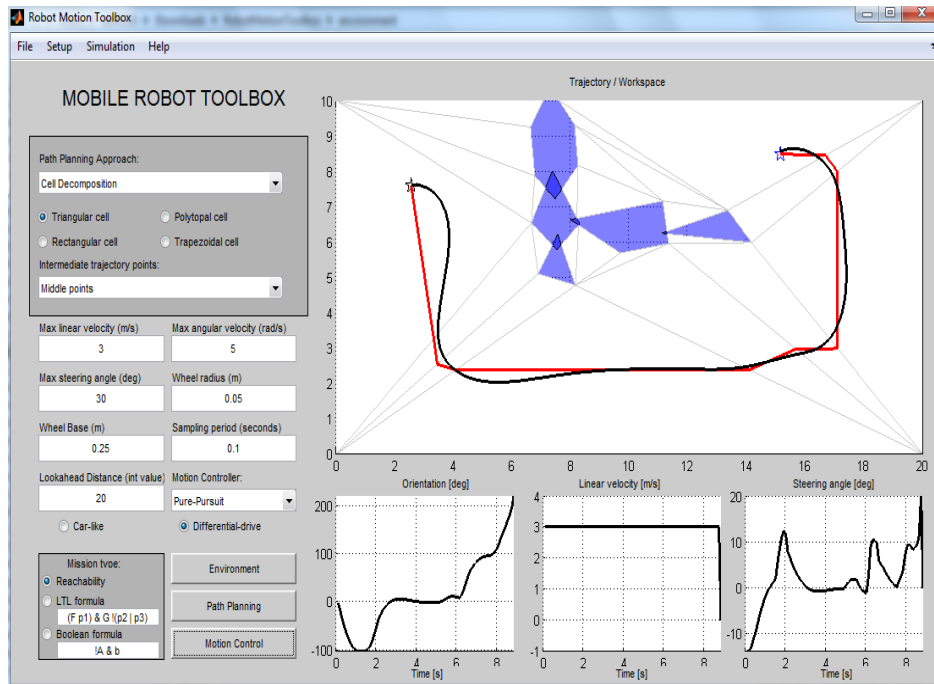 Robot Motion Toolbox
File Setup Simulation Help
MOBILE ROBOT TOOLBOX
Path Planning Approach:
Cell Decomposition
Triangular cell Polytopal cell
Rectangular cell Trapezoidal cell
Intermediate trajectory points:
Middle points
Max linear velocity (m/s) Max angular velocity (rad/s)
3 5
Max steering angle (deg) Wheel radius (m)
30 0.05
Wheel Base (m) Sampling period (seconds)
0.25 0.1
Lookahead Distance (int value) Motion Controller:
20 Pure-Pursuit
Car-like Differential-drive
Mission type:
Reachability
LTL formula
(F p1) & G !(p2 | p3)
Boolean formula
!A & b
Environment
Path Planning
Motion Control
Trajectory / Workspace
10
9
8
7
6
5
4
3
2
1
0
0 2 4 6 8 10 12 14 16 18 20
Orientation [deg]
200
100
0
-100
0 2 4 6 8
Time [s]
Linear velocity [m/s]
4
3
2
1
0
-1
0 2 4 6 8
Time [s]
Steering angle [deg]
20
10
0
-10
0 2 4 6 8
Time [s]